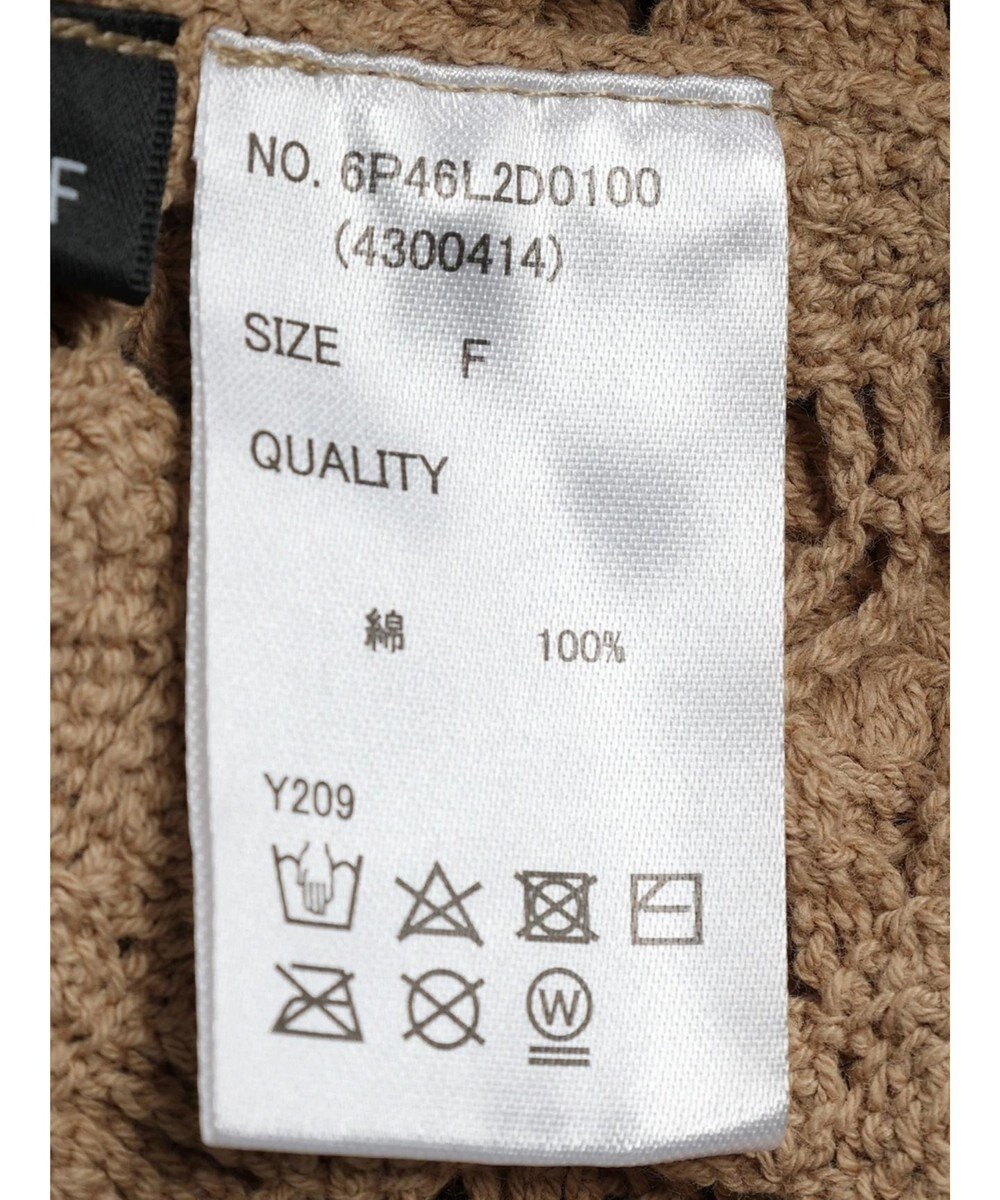 F
NO. 6P46L2D0100
(4300414)
SIZE F
QUALITY
綿 100%
Y209
W